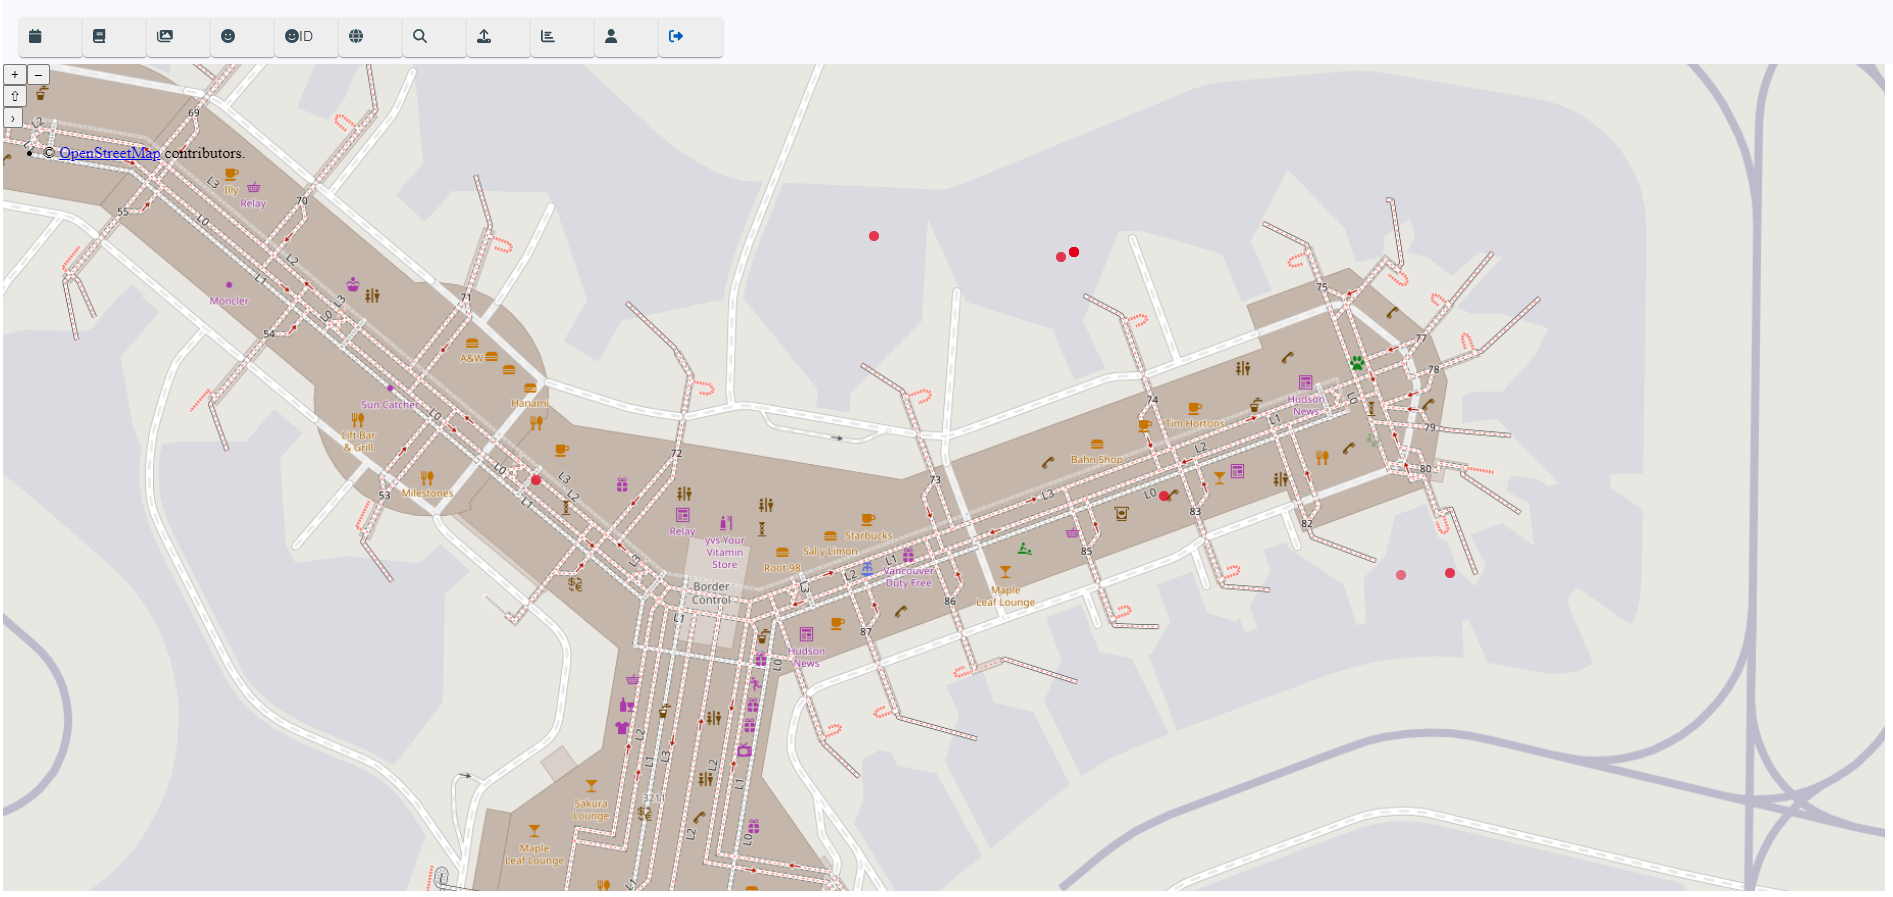 ID
+
–
⇧
›
© OpenStreetMap contributors.
69
L2
Illy
L3
Relay
70
55
L0
L2
L1
L3
Moncler
71
L0
54
A&W
Sun Catcher
Hanami
L0
Lift Bar
& Grill
72
L0
L3
Milestones
53
L2
L1
Relay
yvs Your
Vitamin
Store
L3
Root 98
Sal y Limon
Starbucks
Border
Control
L1
L3
L2
L1
Vancouver
Duty Free
73
L3
Maple
Leaf Lounge
86
87
Hudson
News
L0
75
77
78
74
Hudson
News
L0
Tim Hortons
L1
79
Bahn Shop
L2
80
L0
83
82
85
L2
L1
L3
L2
L1
321
Sakura
Lounge
L2
L0
Maple
Leaf Lounge
L1